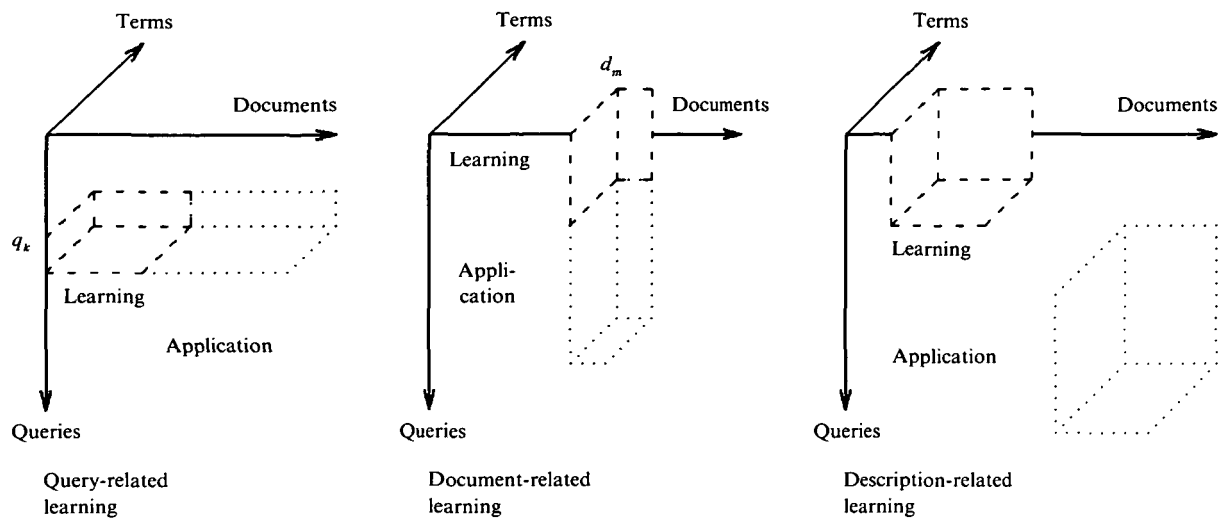 Terms
Documents
q_k
Learning
Application
Queries
Query-related
learning
Terms
d_m
Documents
Learning
Appli-
cation
Queries
Document-related
learning
Terms
Documents
Learning
Application
Queries
Description-related
learning